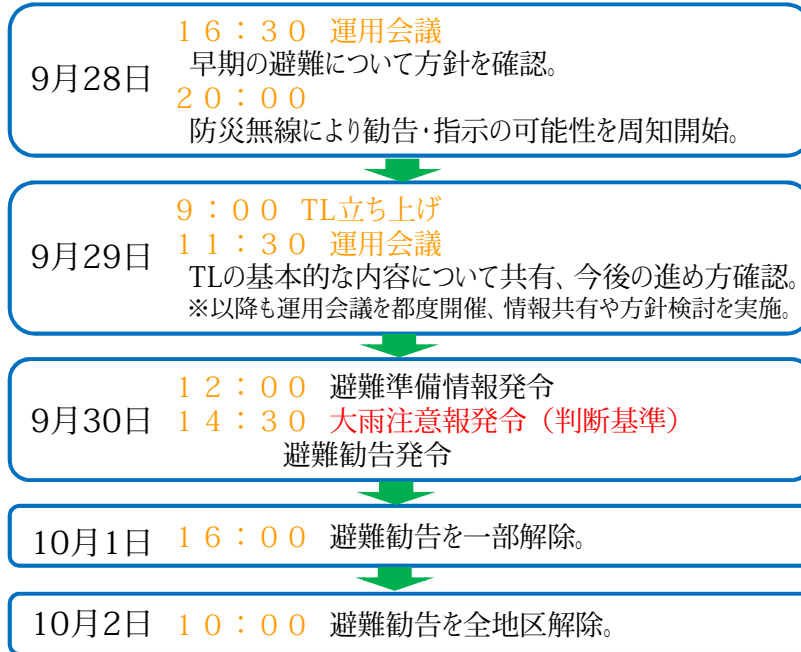 9月28日
16:30 運用会議
早期の避難について方針を確認。
20:00
防災無線により勧告・指示の可能性を周知開始。
9月29日
9:00 TL立ち上げ
11:30 運用会議
TLの基本的な内容について共有、今後の進め方確認。
※以降も運用会議を都度開催、情報共有や方針検討を実施。
9月30日
12:00 避難準備情報発令
14:30 大雨注意報発令(判断基準)
避難勧告発令
10月1日 16:00 避難勧告を一部解除。
10月2日 10:00 避難勧告を全地区解除。